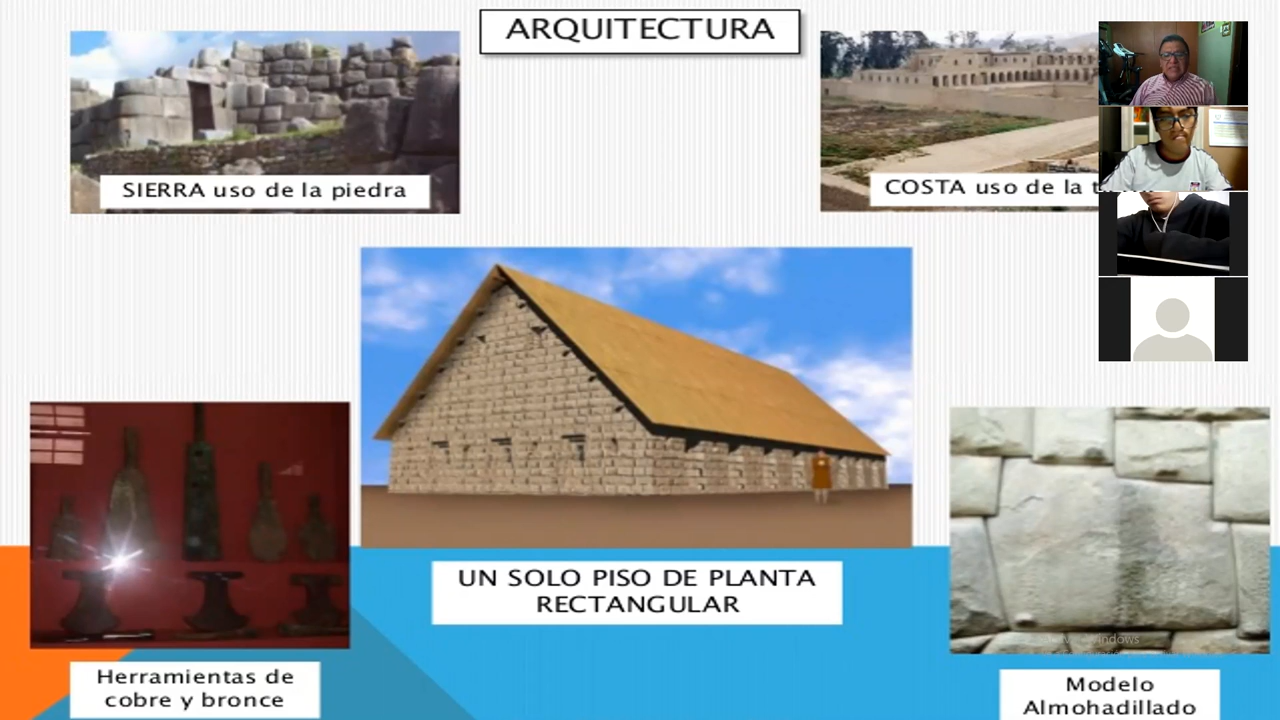 ARQUITECTURA
SIERRA uso de la piedra
COSTA uso de la
UN SOLO PISO DE PLANTA
RECTANGULAR
Herramientas de
cobre y bronce
Modelo
Almohadillado